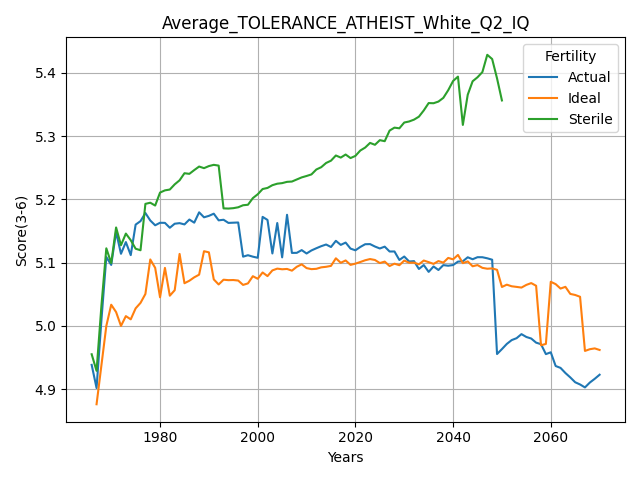 Average_TOLERANCE_ATHEIST_White_Q2_IQ
Score(3-6)
5.4
5.3
5.2
5.1
5.0
4.9
Fertility
Actual
Ideal
Sterile
1980
2000
2020
2040
2060
Years